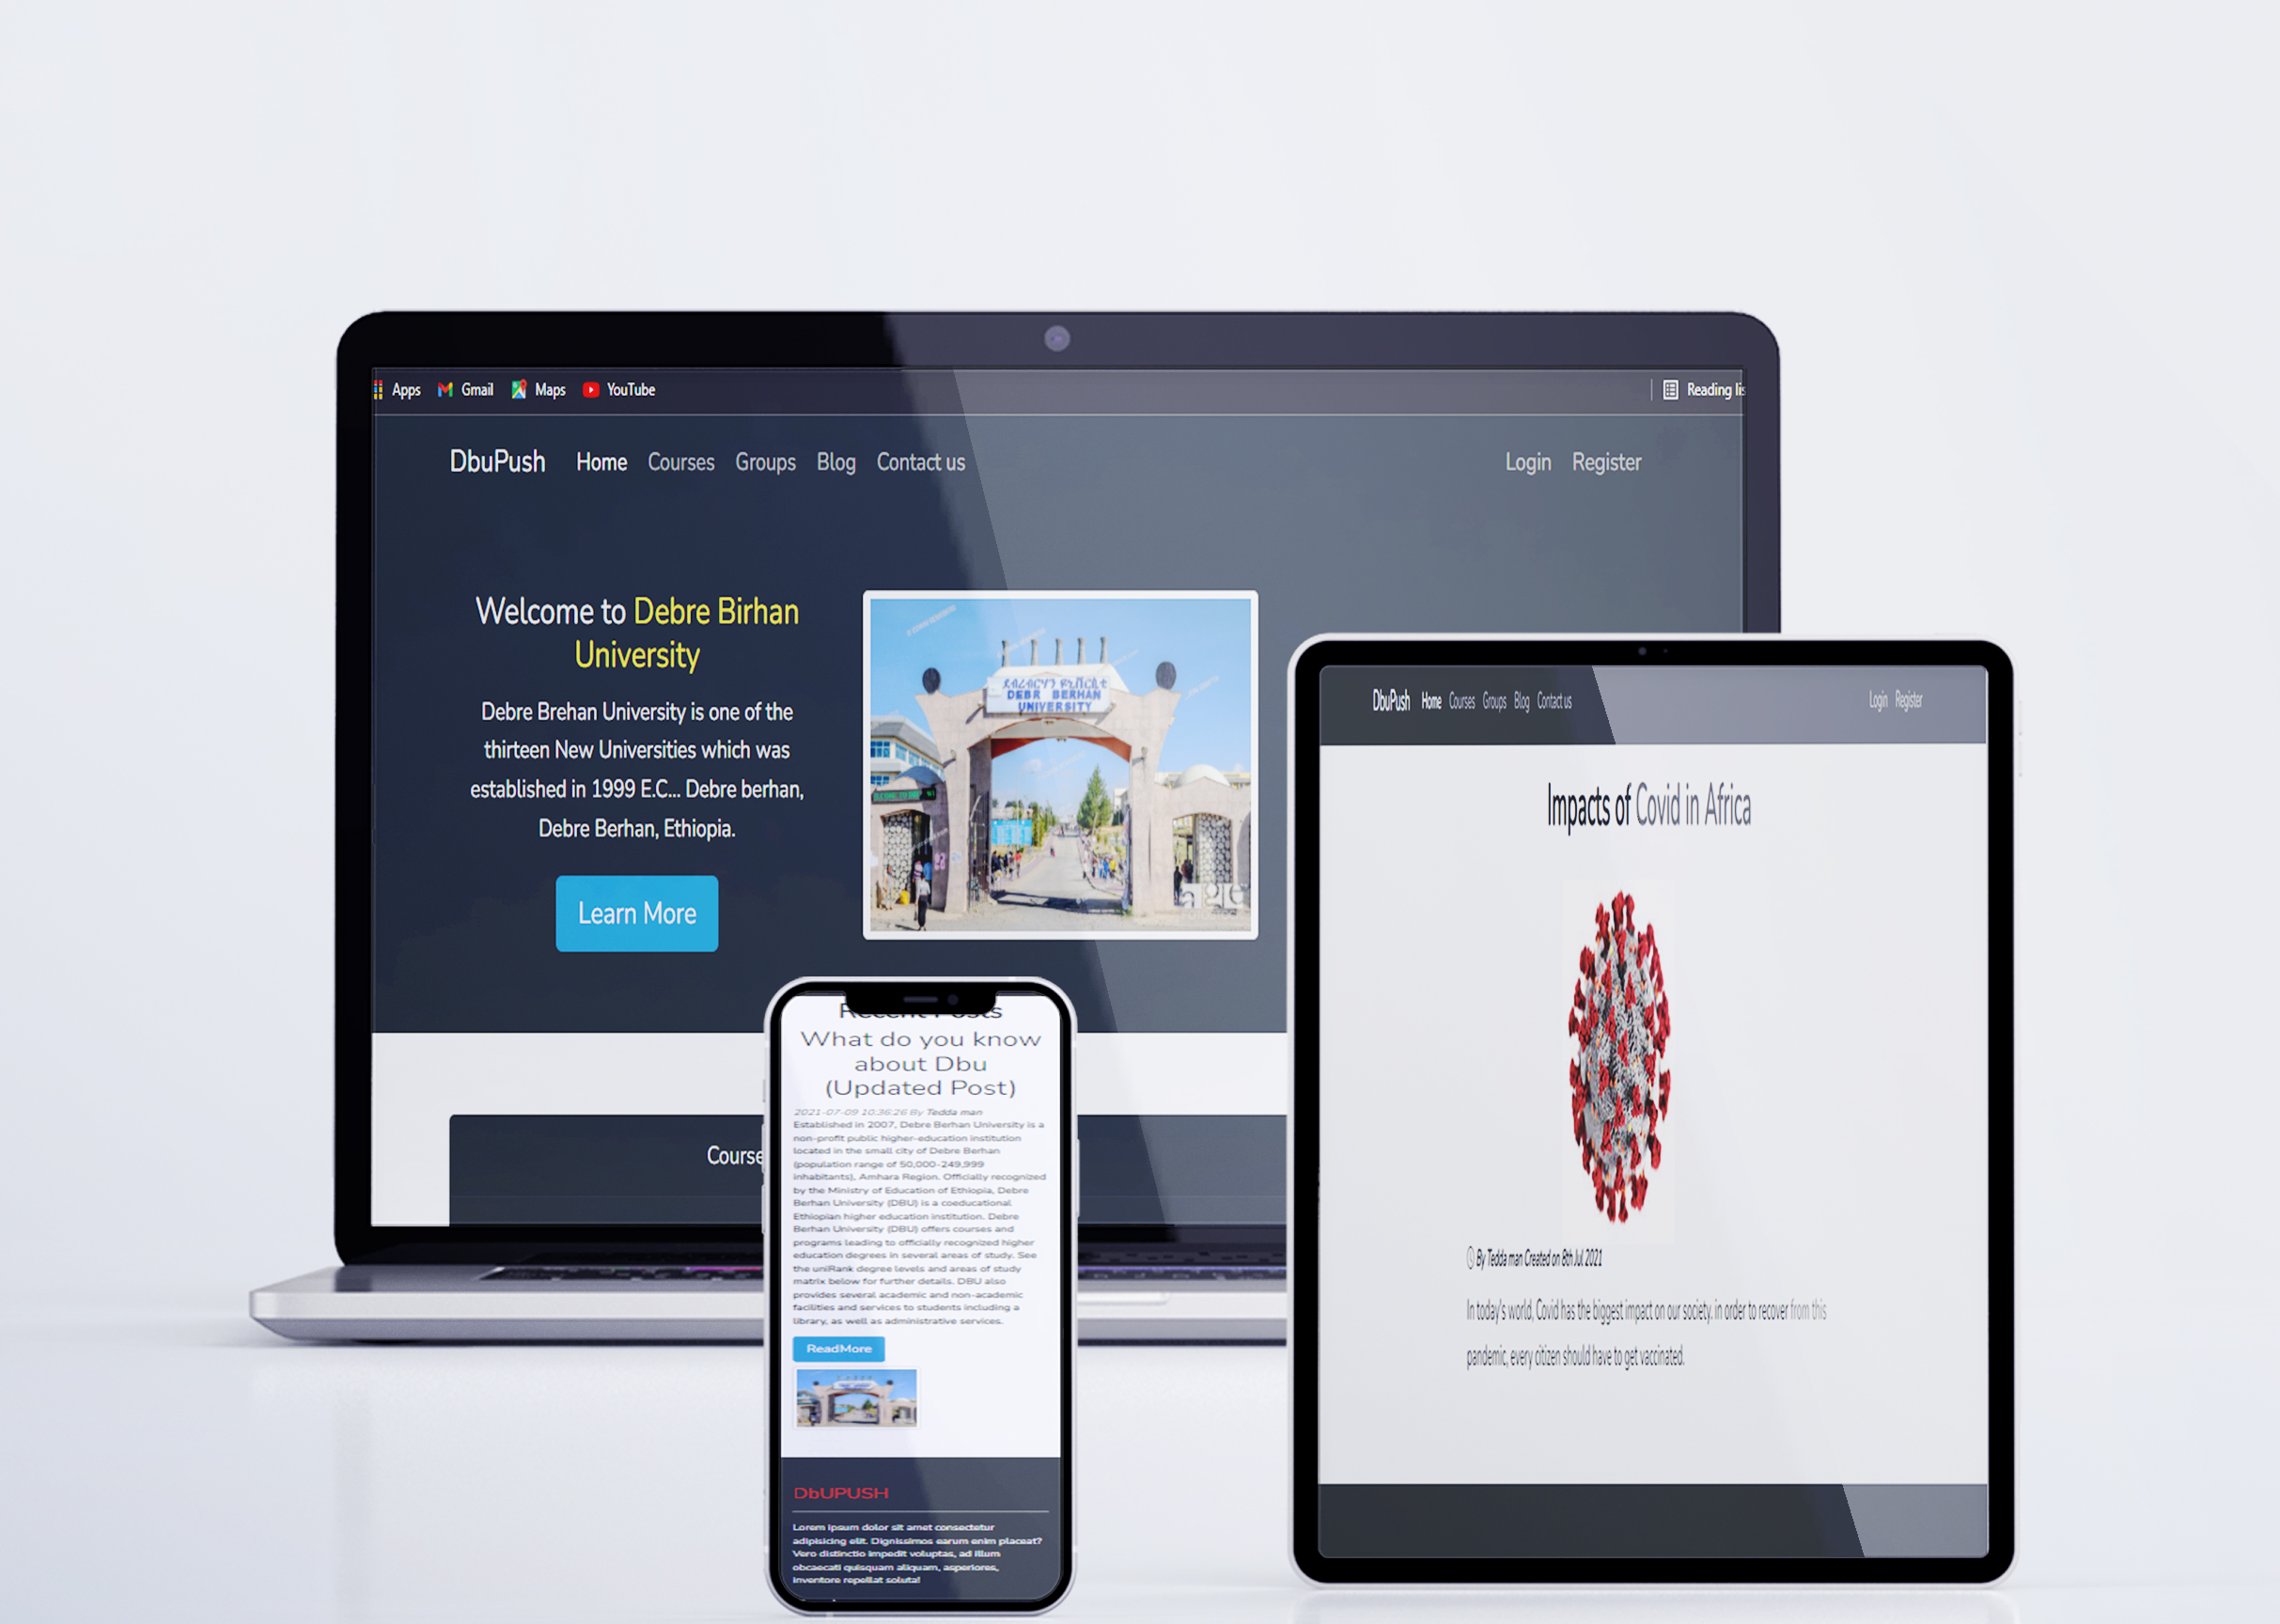 Apps Gmail Maps YouTube Reading lis
DbuPush Home Courses Groups Blog Contact us Login Register
Welcome to Debre Birhan
University
Debre Brehan University is one of the
thirteen New Universities which was
established in 1999 E.C... Debre berhan,
Debre Berhan, Ethiopia.
Learn More
ደብረብርሃን ዩኒቨርሲቲ
DEBR BERHAN
UNIVERSITY
age
Course
Recent Posts
What do you know
about Dbu
(Updated Post)
2021-07-09 10:36:26 By Tedda man
Established in 2007, Debre Berhan University is a
non-profit public higher-education institution
located in the small city of Debre Berhan
(population range of 50,000-249,999
inhabitants), Amhara Region. Officially recognized
by the Ministry of Education of Ethiopia, Debre
Berhan University (DBU) is a coeducational
Ethiopian higher education institution. Debre
Berhan University (DBU) offers courses and
programs leading to officially recognized higher
education degrees in several areas of study. See
the uniRank degree levels and areas of study
matrix below for further details. DBU also
provides several academic and non-academic
facilities and services to students including a
library, as well as administrative services.
ReadMore
DbUPUSH
Lorem ipsum dolor sit amet consectetur
adipisicing elit. Dignissimos earum enim placeat?
Vero distinctio impedit voluptas, ad illum
obcaecati quisquam aliquam, asperiores,
inventore repellat soluta!
DbuPush Home Courses Groups Blog Contact us Login Register
Impacts of Covid in Africa
By Tedda man Created on 8th Jul 2021
In today's world, Covid has the biggest impact on our society. in order to recover from this
pandemic, every citizen should have to get vaccinated.